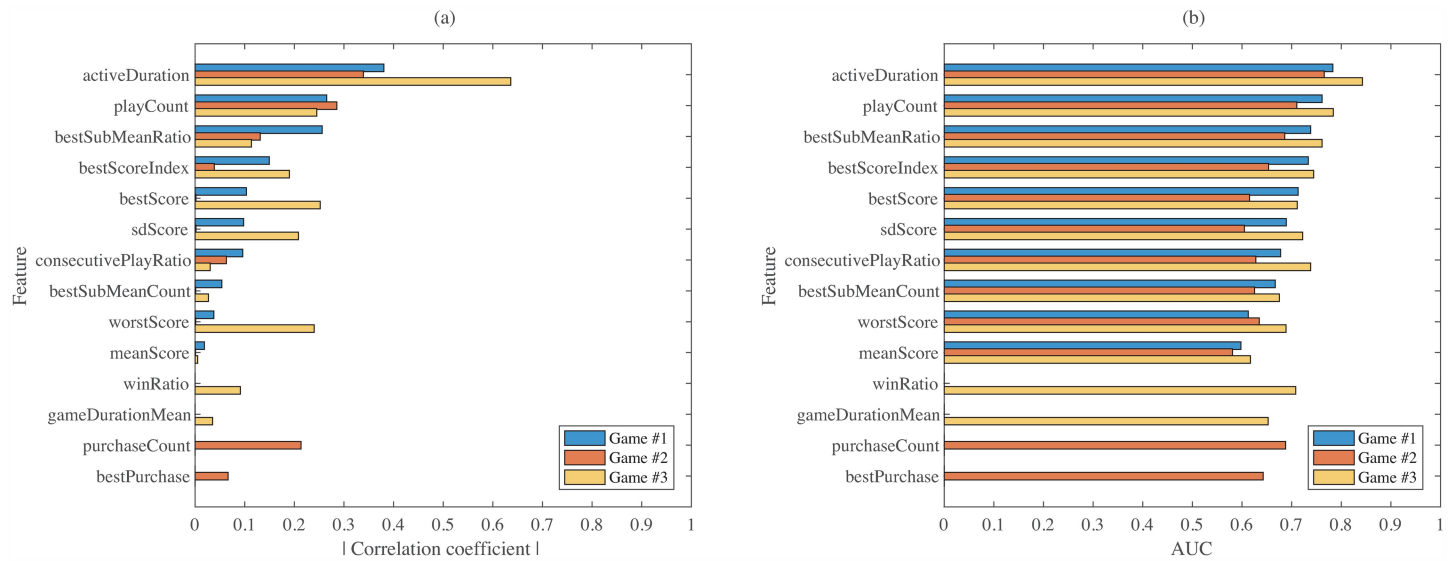 (a)
activeDuration
playCount
bestSubMeanRatio
bestScoreIndex
bestScore
sdScore
consecutivePlayRatio
bestSubMeanCount
worstScore
meanScore
winRatio
gameDurationMean
purchaseCount
bestPurchase
Feature
Game #1
Game #2
Game #3
0 0.1 0.2 0.3 0.4 0.5 0.6 0.7 0.8 0.9 1
| Correlation coefficient |
(b)
activeDuration
playCount
bestSubMeanRatio
bestScoreIndex
bestScore
sdScore
consecutivePlayRatio
bestSubMeanCount
worstScore
meanScore
winRatio
gameDurationMean
purchaseCount
bestPurchase
Feature
Game #1
Game #2
Game #3
0 0.1 0.2 0.3 0.4 0.5 0.6 0.7 0.8 0.9 1
AUC